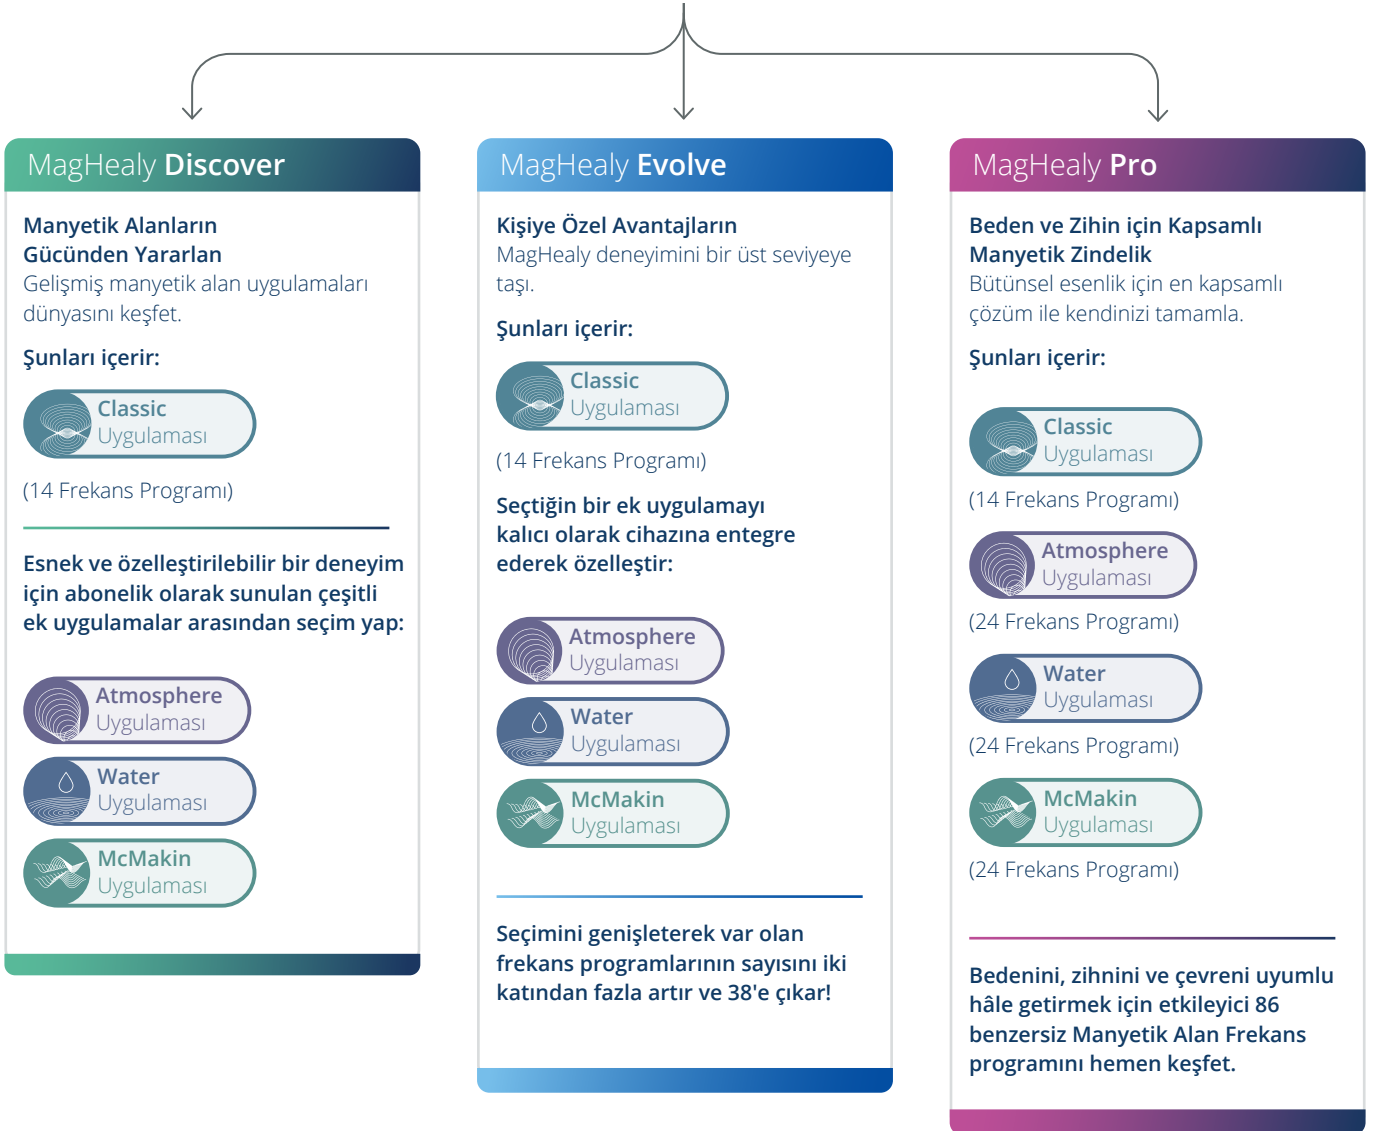 MagHealy Discover
Manyetik Alanların
Gücünden Yararlan
Gelişmiş manyetik alan uygulamaları
dünyasını keşfet.
Şunları içerir:
Classic
Uygulaması
(14 Frekans Programı)
Esnek ve özelleştirilebilir bir deneyim
için abonelik olarak sunulan çeşitli
ek uygulamalar arasından seçim yap:
Atmosphere
Uygulaması
Water
Uygulaması
McMakin
Uygulaması
MagHealy Evolve
Kişiye Özel Avantajların
MagHealy deneyimini bir üst seviyeye
taşı.
Şunları içerir:
Classic
Uygulaması
(14 Frekans Programı)
Seçtiğin bir ek uygulamayı
kalıcı olarak cihazına entegre
ederek özelleştir:
Atmosphere
Uygulaması
Water
Uygulaması
McMakin
Uygulaması
Seçimini genişleterek var olan
frekans programlarının sayısını iki
katından fazla artır ve 38'e çıkar!
MagHealy Pro
Beden ve Zihin için Kapsamlı
Manyetik Zindelik
Bütünsel esenlik için en kapsamlı
çözüm ile kendinizi tamamla.
Şunları içerir:
Classic
Uygulaması
(14 Frekans Programı)
Atmosphere
Uygulaması
(24 Frekans Programı)
Water
Uygulaması
(24 Frekans Programı)
McMakin
Uygulaması
(24 Frekans Programı)
Bedenini, zihnini ve çevreni uyumlu
hâle getirmek için etkileyici 86
benzersiz Manyetik Alan Frekans
programını hemen keşfet.